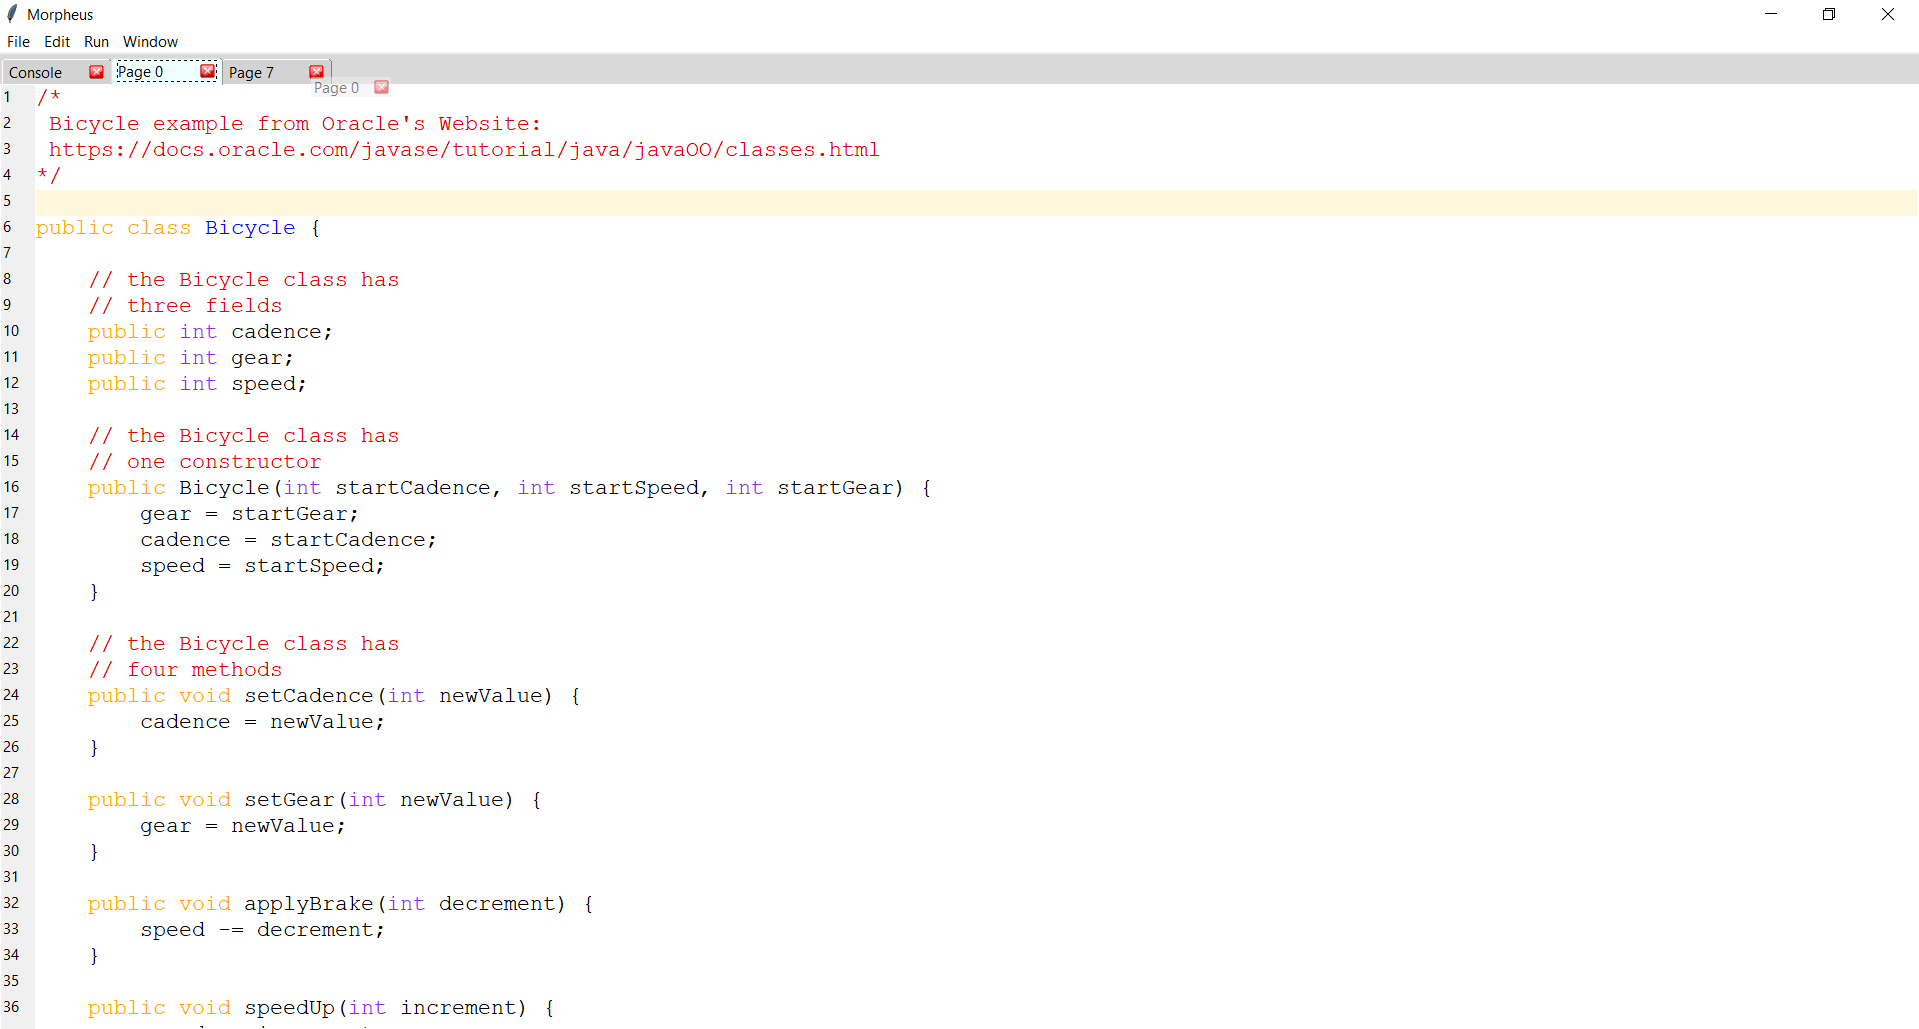 Morpheus
File Edit Run Window
Console Page 0 Page 7
Page 0
1 /*
2  Bicycle example from Oracle's Website:
3  https://docs.oracle.com/javase/tutorial/java/javaOO/classes.html
4 */
5
6 public class Bicycle {
7
8     // the Bicycle class has
9     // three fields
10     public int cadence;
11     public int gear;
12     public int speed;
13
14     // the Bicycle class has
15     // one constructor
16     public Bicycle(int startCadence, int startSpeed, int startGear) {
17         gear = startGear;
18         cadence = startCadence;
19         speed = startSpeed;
20     }
21
22     // the Bicycle class has
23     // four methods
24     public void setCadence(int newValue) {
25         cadence = newValue;
26     }
27
28     public void setGear(int newValue) {
29         gear = newValue;
30     }
31
32     public void applyBrake(int decrement) {
33         speed -= decrement;
34     }
35
36     public void speedUp(int increment) {